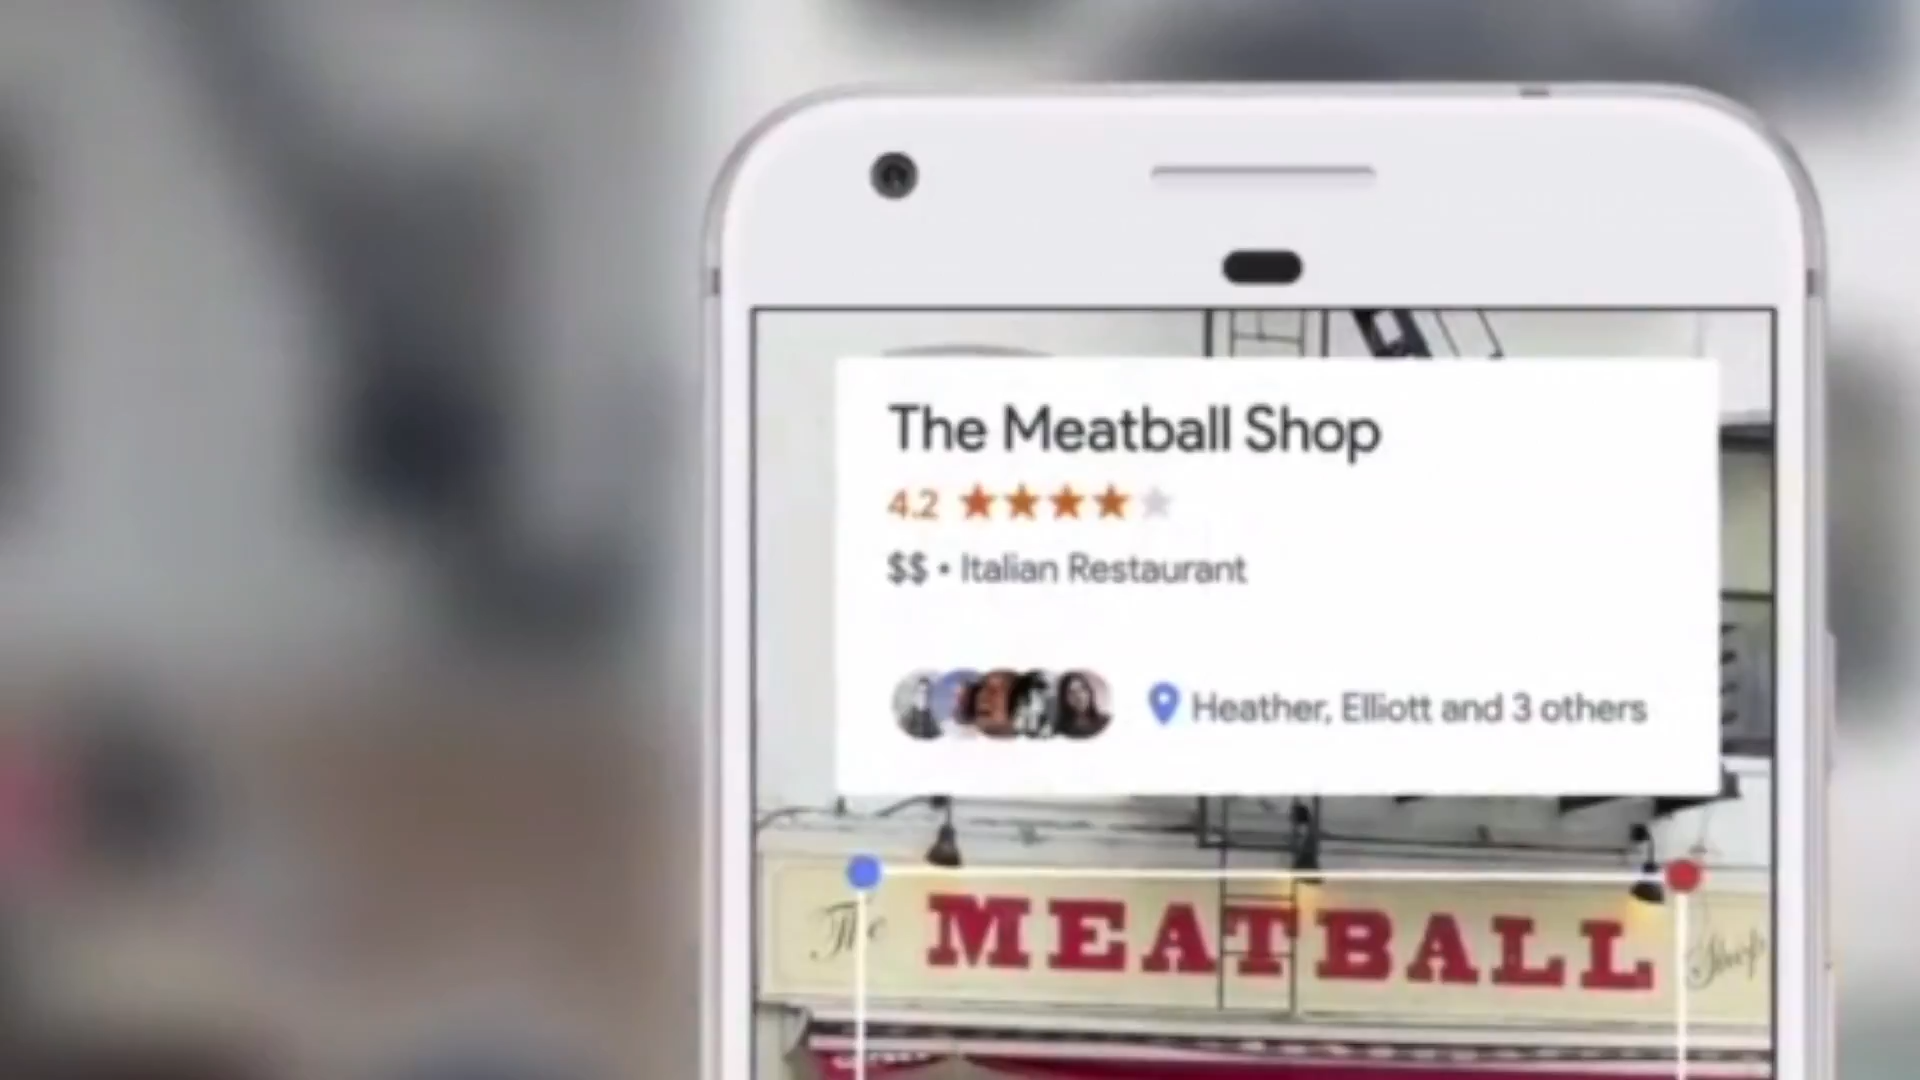 The Meatball Shop
4.2
$$ • Italian Restaurant
Heather, Elliott and 3 others
The MEATBALL Shop